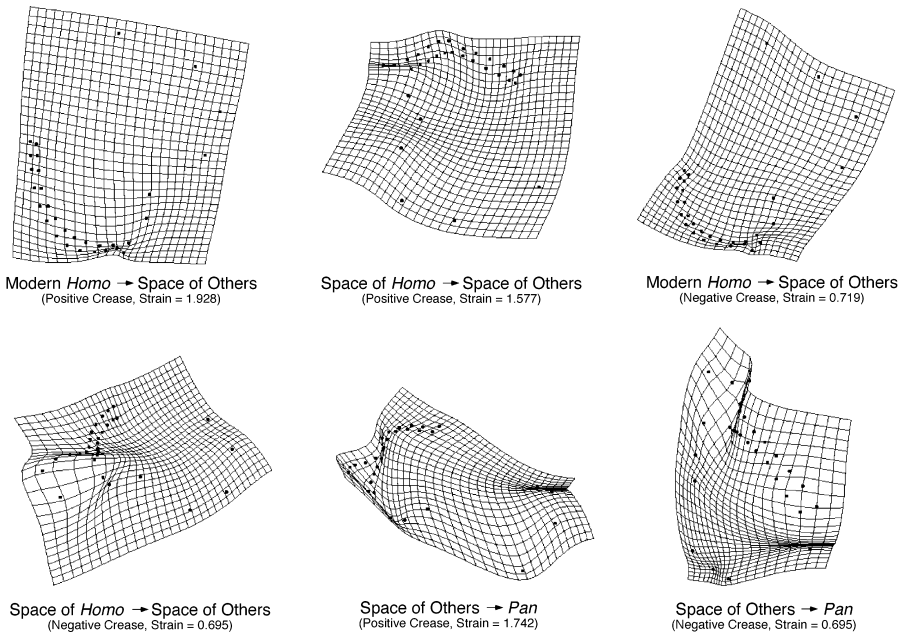 Modern Homo → Space of Others
(Positive Crease, Strain = 1.928)
Space of Homo → Space of Others
(Positive Crease, Strain = 1.577)
Modern Homo → Space of Others
(Negative Crease, Strain = 0.719)
Space of Homo → Space of Others
(Negative Crease, Strain = 0.695)
Space of Others → Pan
(Positive Crease, Strain = 1.742)
Space of Others → Pan
(Negative Crease, Strain = 0.695)